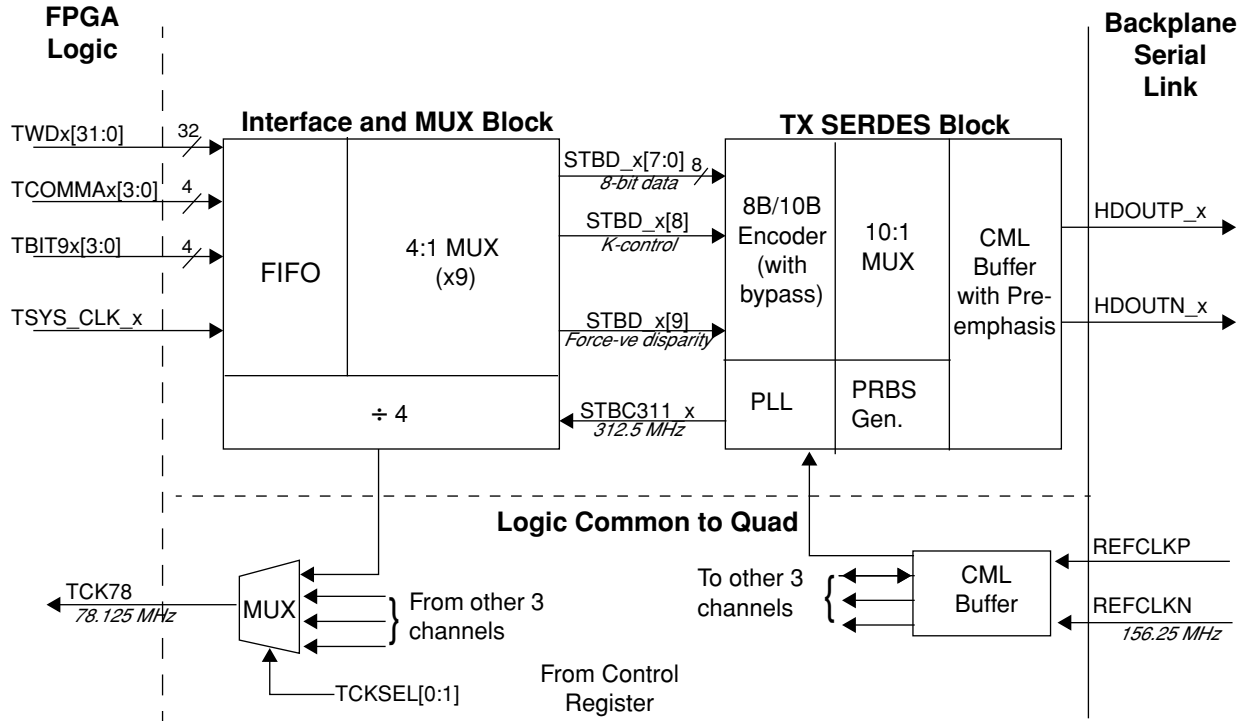 FPGA
Logic
Backplane
Serial
Link
Interface and MUX Block
TX SERDES Block
TWDx[31:0]
32
TCOMMAx[3:0]
4
TBIT9x[3:0]
4
TSYS_CLK_x
FIFO
4:1 MUX
(x9)
÷ 4
STBD_x[7:0]
8
8-bit data
STBD_x[8]
K-control
STBD_x[9]
Force-ve disparity
STBC311_x
312.5 MHz
8B/10B
Encoder
(with
bypass)
10:1
MUX
CML
Buffer
with Pre-
emphasis
PLL
PRBS
Gen.
HDOUTP_x
HDOUTN_x
Logic Common to Quad
TCK78
78.125 MHz
MUX
From other 3
channels
TCKSEL[0:1]
From Control
Register
To other 3
channels
CML
Buffer
REFCLKP
REFCLKN
156.25 MHz